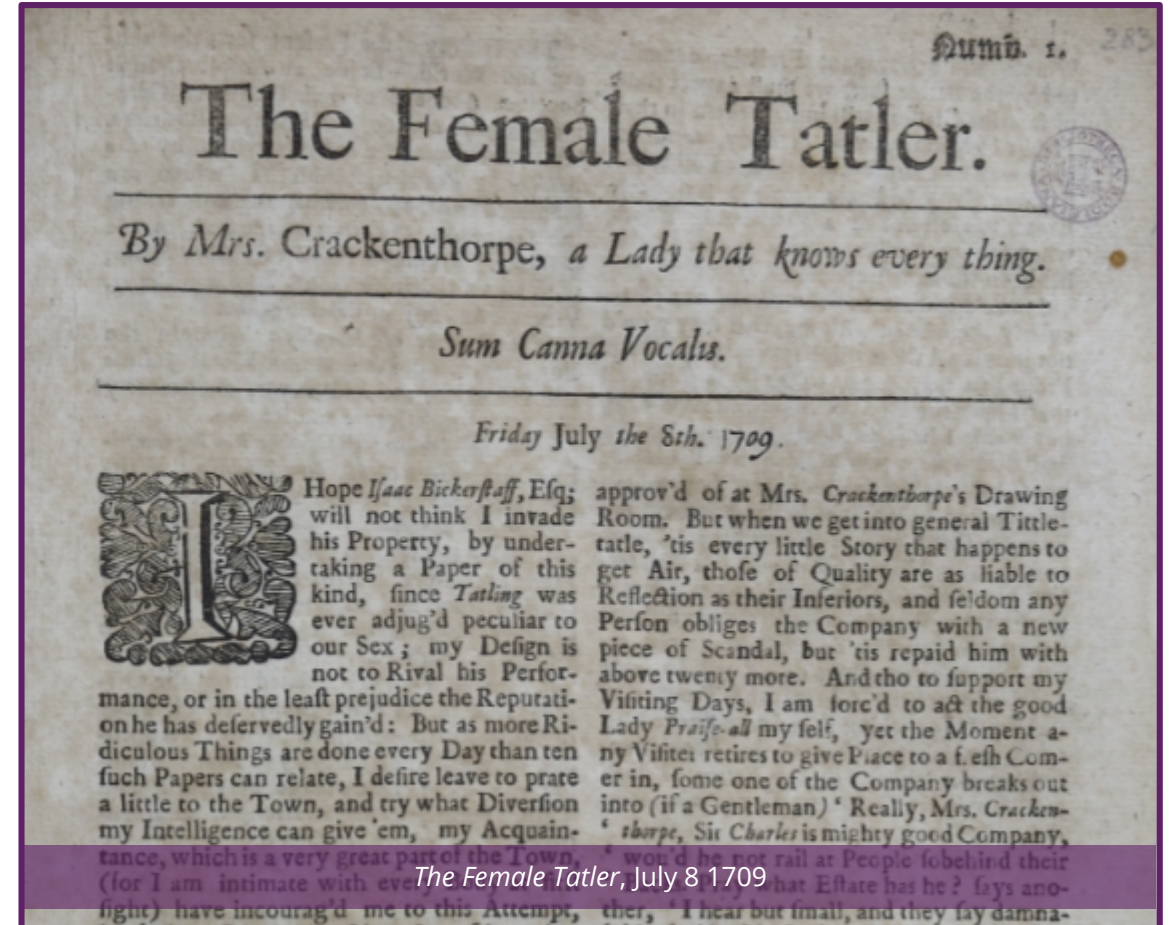 Numb. 1.
283
The Female Tatler.
By Mrs. Crackenthorpe, a Lady that knows every thing.
Sum Canna Vocalis.
Friday July the 8th. 1709.
I Hope Iſaac Bickerſtaff, Eſq;
will not think I invade
his Property, by under-
taking a Paper of this
kind, ſince Tatling was
ever adjug'd peculiar to
our Sex; my Deſign is
not to Rival his Perfor-
mance, or in the leaſt prejudice the Reputati-
on he has deſervedly gain'd: But as more Ri-
diculous Things are done every Day than ten
ſuch Papers can relate, I deſire leave to prate
a little to the Town, and try what Diverſion
my Intelligence can give 'em, my Acquain-
tance, which is a very great part of the Town,
(for I am intimate with
ſight) have incourag'd me to this Attempt,
approv'd of at Mrs. Crackenthorpe's Drawing
Room. But when we get into general Tittle-
tatle, 'tis every little Story that happens to
get Air, thoſe of Quality are as liable to
Reflection as their Inferiors, and ſeldom any
Perſon obliges the Company with a new
piece of Scandal, but 'tis repaid him with
above twenty more. And tho to ſupport my
Viſiting Days, I am forc'd to act the good
Lady Praiſe-all my ſelf, yet the Moment a-
ny Viſiter retires to give Place to a f.eſh Com-
er in, ſome one of the Company breaks out
into (if a Gentleman) ' Really, Mrs. Cracken-
' thorpe, Sir Charles is mighty good Company,
' wou'd he not rail at People ſobehind their
what Eſtate has he? ſays ano-
ther, ' I hear but ſmall, and they ſay damna-
The Female Tatler, July 8 1709